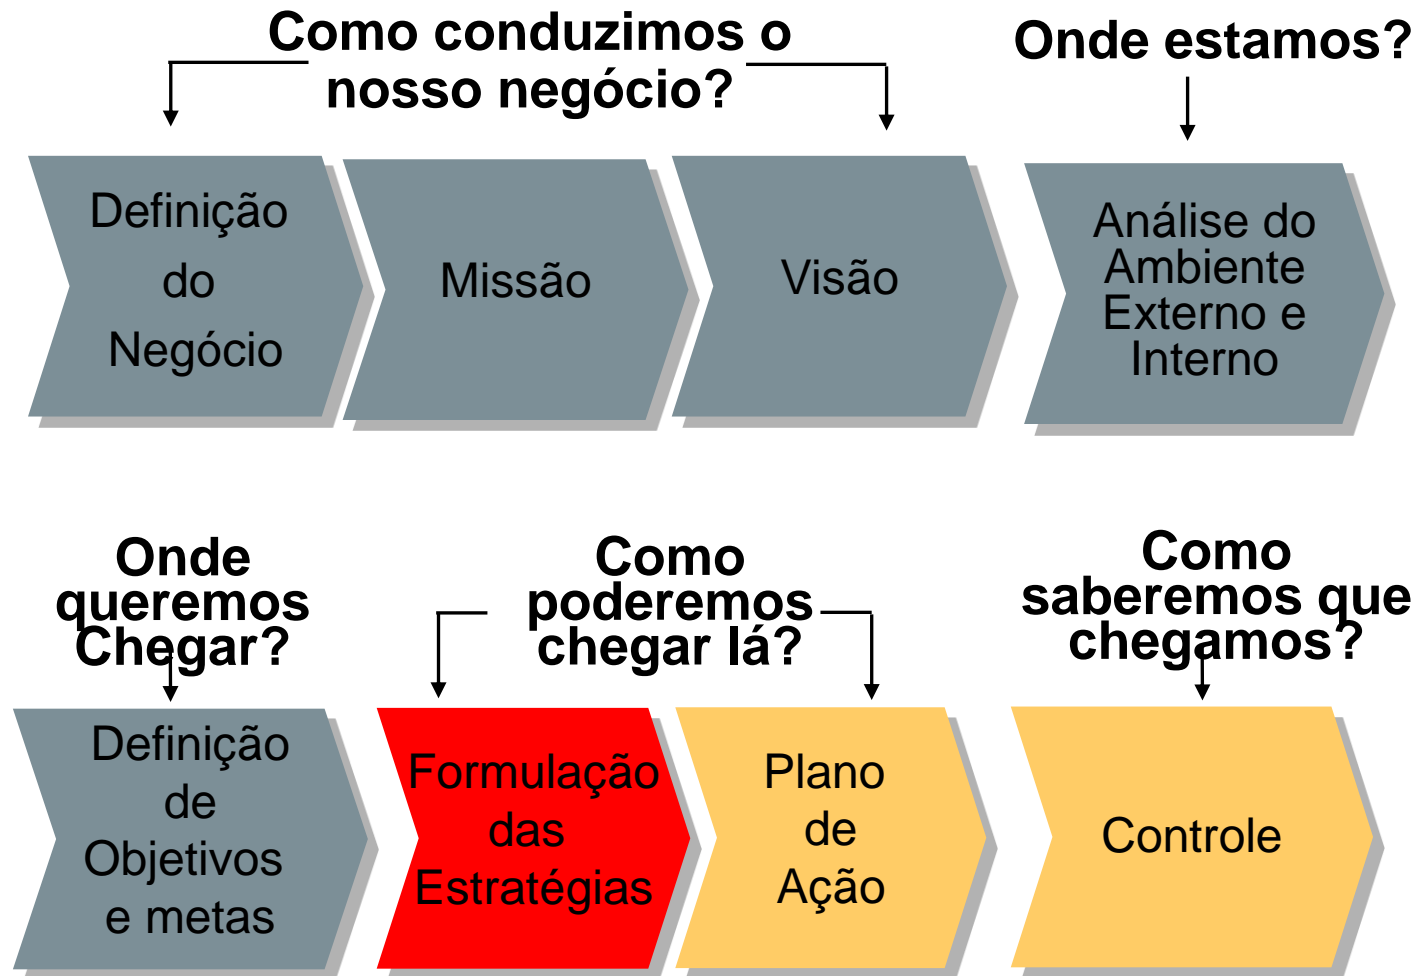 Como conduzimos o
nosso negócio?
Onde estamos?
Definição
do
Negócio
Missão
Visão
Análise do
Ambiente
Externo e
Interno
Onde
queremos
Chegar?
Como
poderemos
chegar lá?
Como
saberemos que
chegamos?
Definição
de
Objetivos
e metas
Formulação
das
Estratégias
Plano
de
Ação
Controle